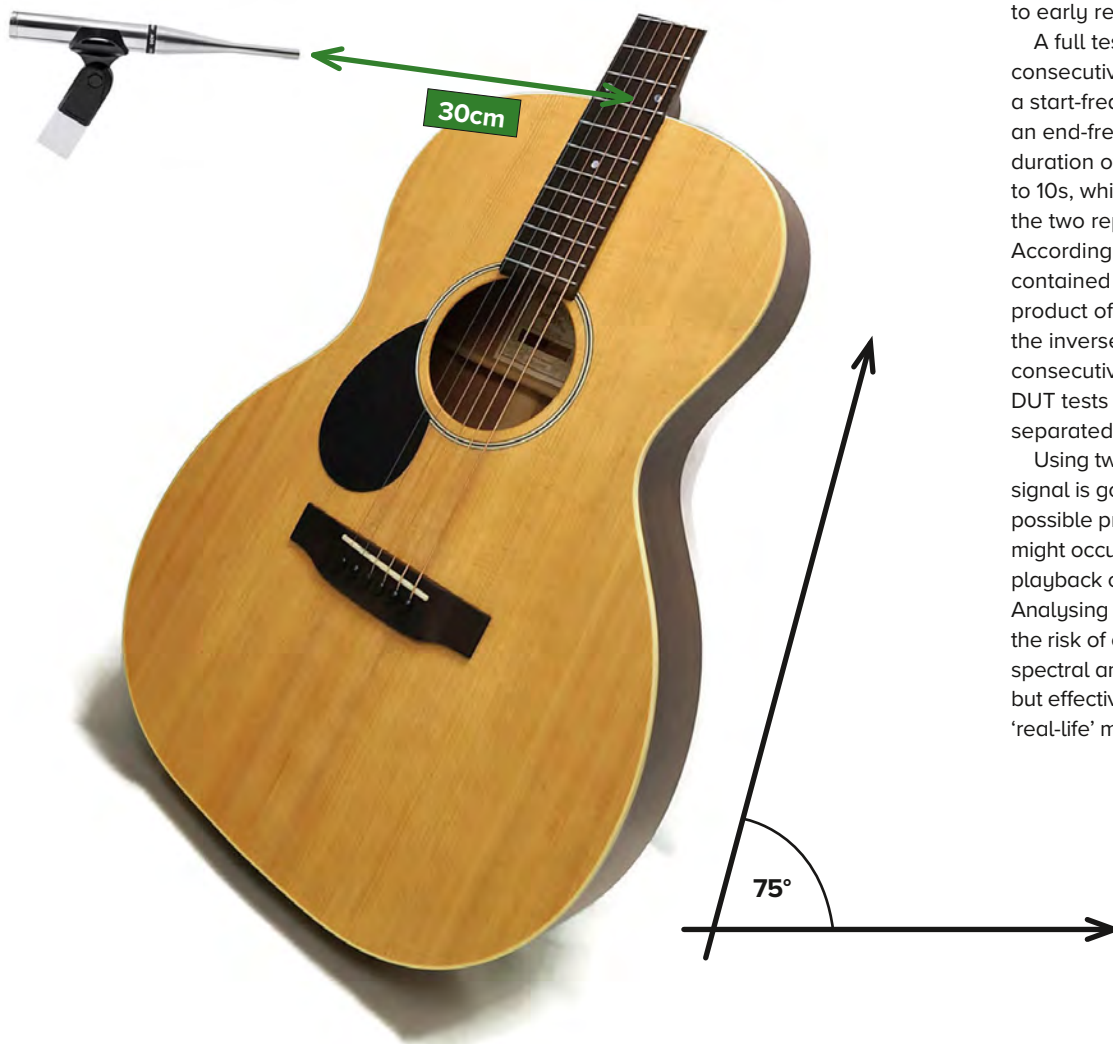 30cm
75°
to early re
A full tes
consecutiv
a start-frec
an end-fre
duration o
to 10s, whi
the two rep
According
contained
product of
the inverse
consecutiv
DUT tests
separated
Using tw
signal is go
possible pr
might occu
playback a
Analysing
the risk of c
spectral ar
but effectiv
‘real-life’ m